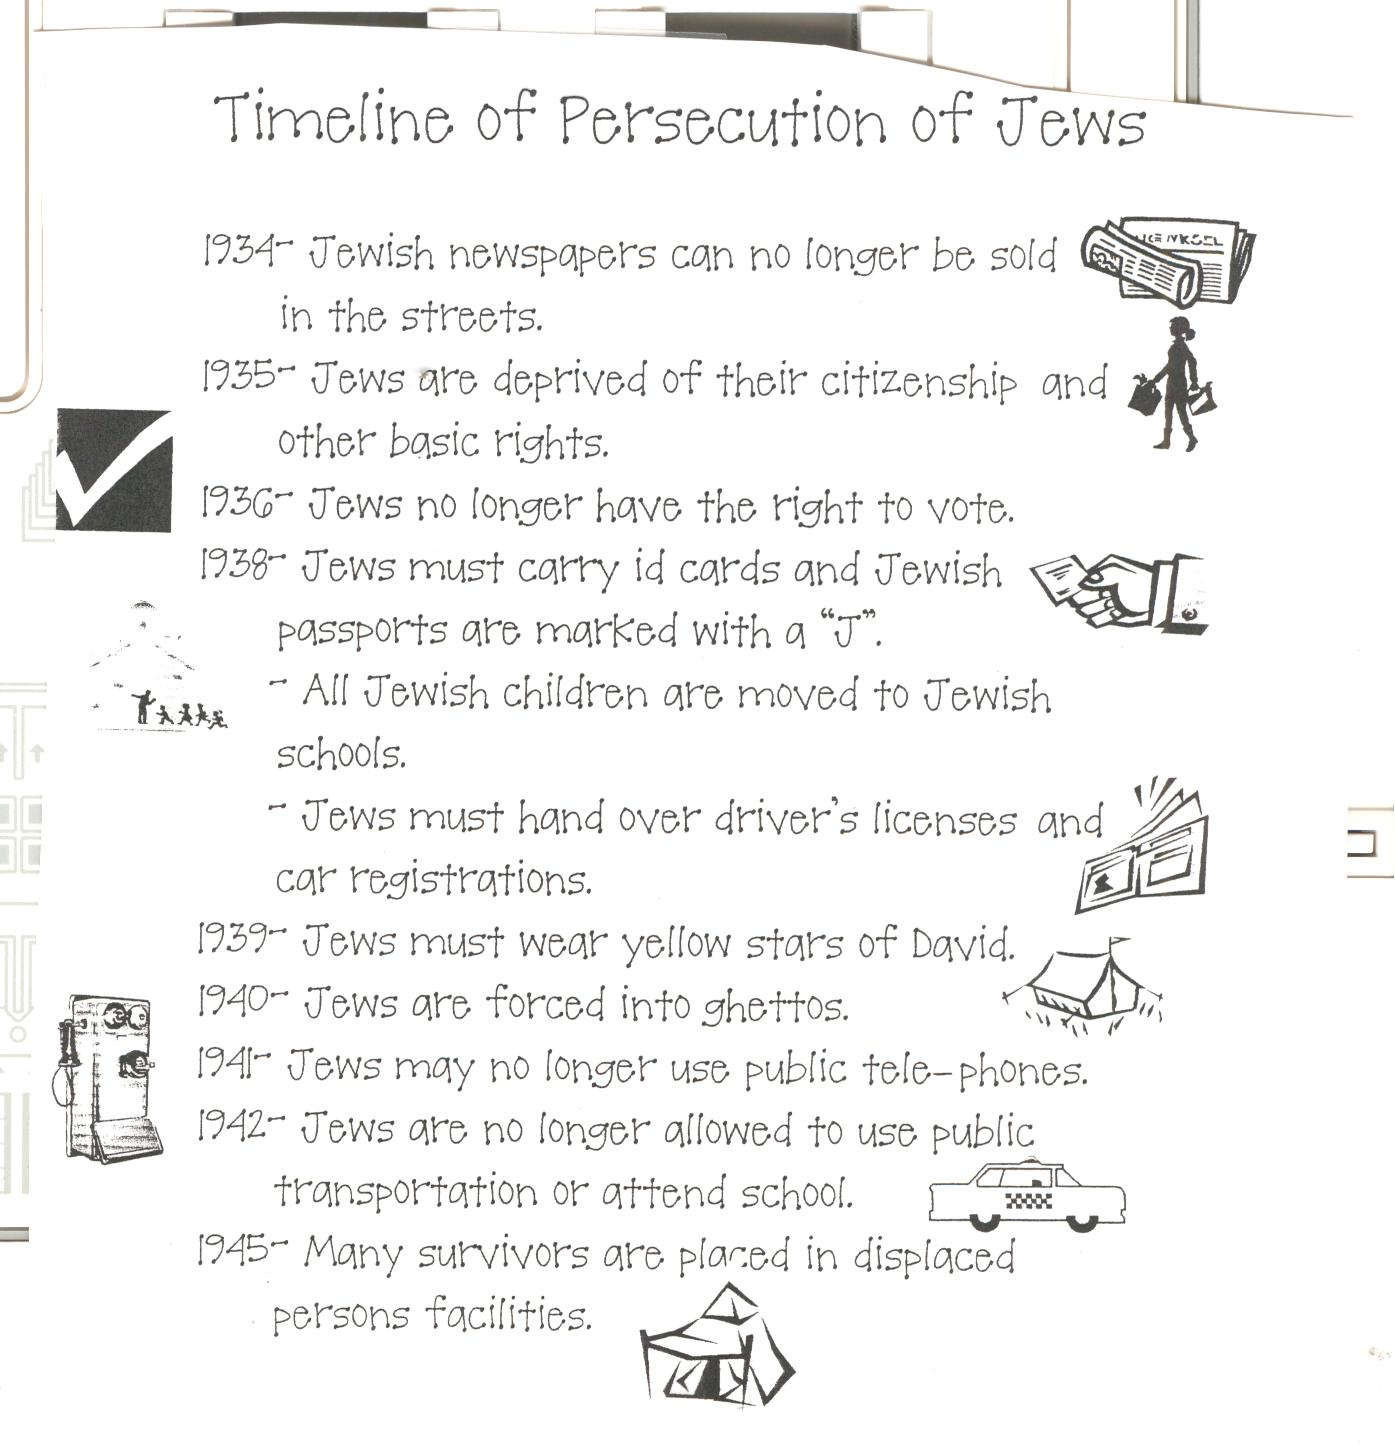 Timeline of Persecution of Jews
1934- Jewish newspapers can no longer be sold
in the streets.
1935- Jews are deprived of their citizenship and
other basic rights.
1936- Jews no longer have the right to vote.
1938- Jews must carry id cards and Jewish
passports are marked with a "J".
- All Jewish children are moved to Jewish
schools.
- Jews must hand over driver's licenses and
car registrations.
1939- Jews must wear yellow stars of David.
1940- Jews are forced into ghettos.
1941- Jews may no longer use public tele-phones.
1942- Jews are no longer allowed to use public
transportation or attend school.
1945- Many survivors are placed in displaced
persons facilities.